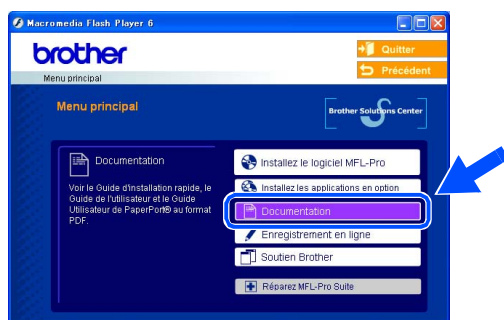 Macromedia Flash Player 6
brother
Quitter
Précédent
Menu principal
Menu principal
Brother Solutions Center
Documentation
Voir le Guide d'installation rapide, le
Guide de l'utilisateur et le Guide
Utilisateur de PaperPort® au format
PDF.
Installez le logiciel MFL-Pro
Installez les applications en option
Documentation
Enregistrement en ligne
Soutien Brother
Réparez MFL-Pro Suite